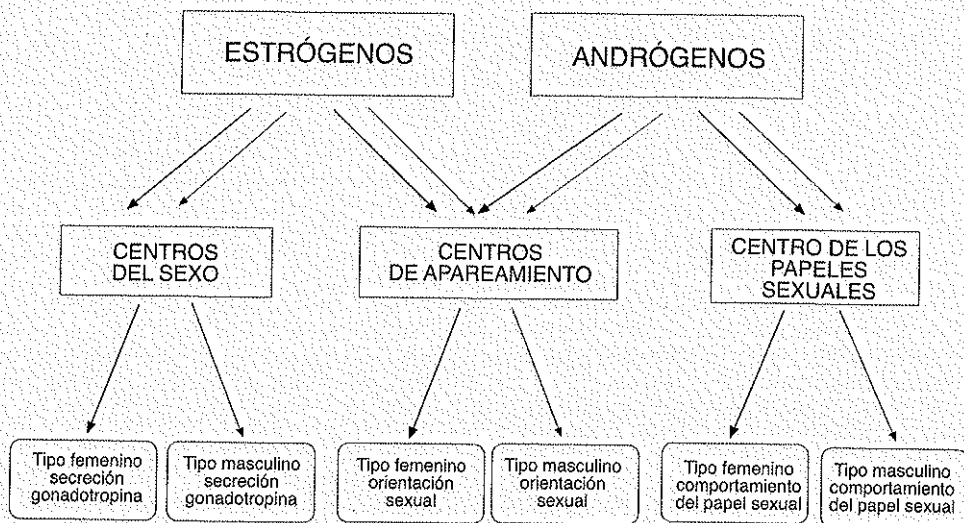 ESTRÓGENOS
ANDRÓGENOS
CENTROS
DEL SEXO
CENTROS
DE APAREAMIENTO
CENTRO DE LOS
PAPELES
SEXUALES
Tipo femenino
secreción
gonadotropina
Tipo masculino
secreción
gonadotropina
Tipo femenino
orientación
sexual
Tipo masculino
orientación
sexual
Tipo femenino
comportamiento
del papel sexual
Tipo masculino
comportamiento
del papel sexual